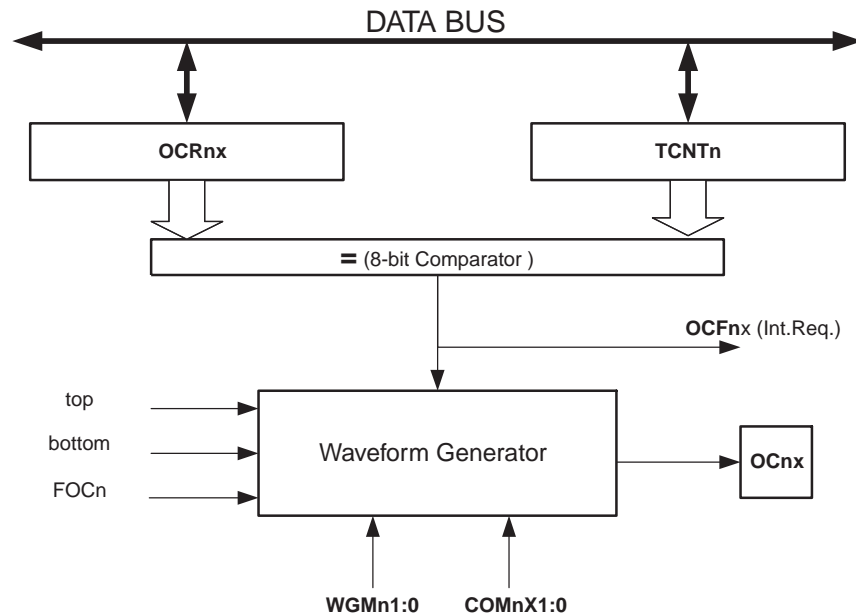 DATA BUS
OCRnx
TCNTn
= (8-bit Comparator )
OCFnx (Int.Req.)
top
bottom
FOCn
Waveform Generator
OCnx
WGMn1:0
COMnX1:0